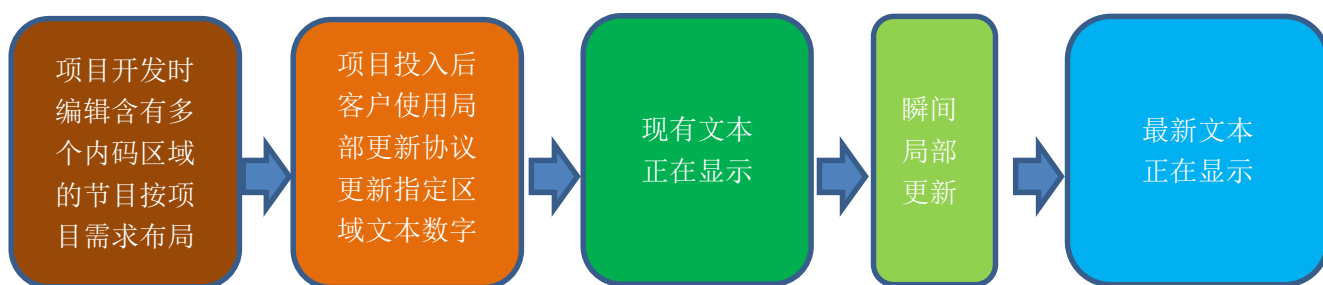 项目开发时
编辑含有多
个内码区域
的节目按项
目需求布局
项目投入后
客户使用局
部更新协议
更新指定区
域文本数字
现有文本
正在显示
瞬间
局部
更新
最新文本
正在显示